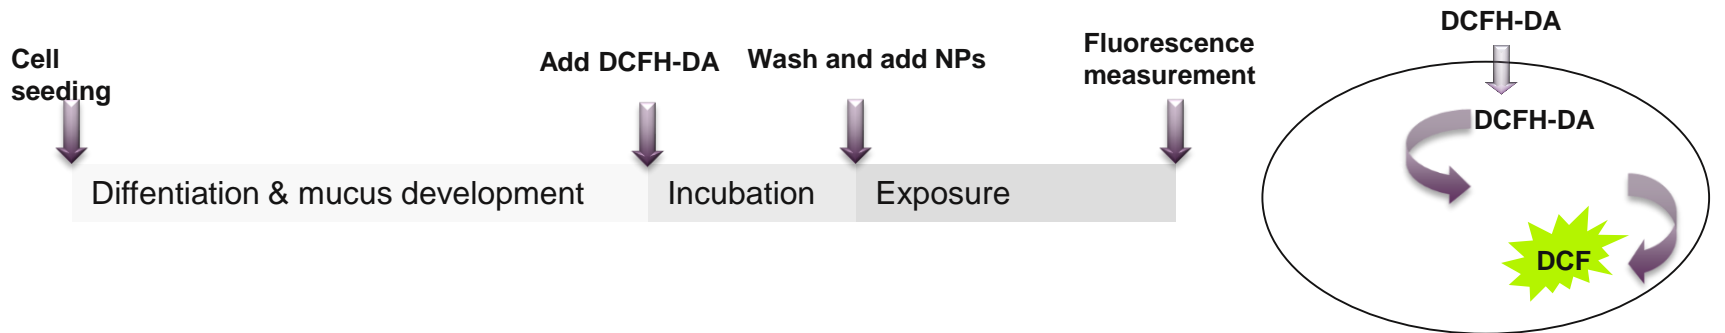 Cell
seeding
Add DCFH-DA
Wash and add NPs
Fluorescence
measurement
Diffentiation & mucus development
Incubation
Exposure
DCFH-DA
DCFH-DA
DCF